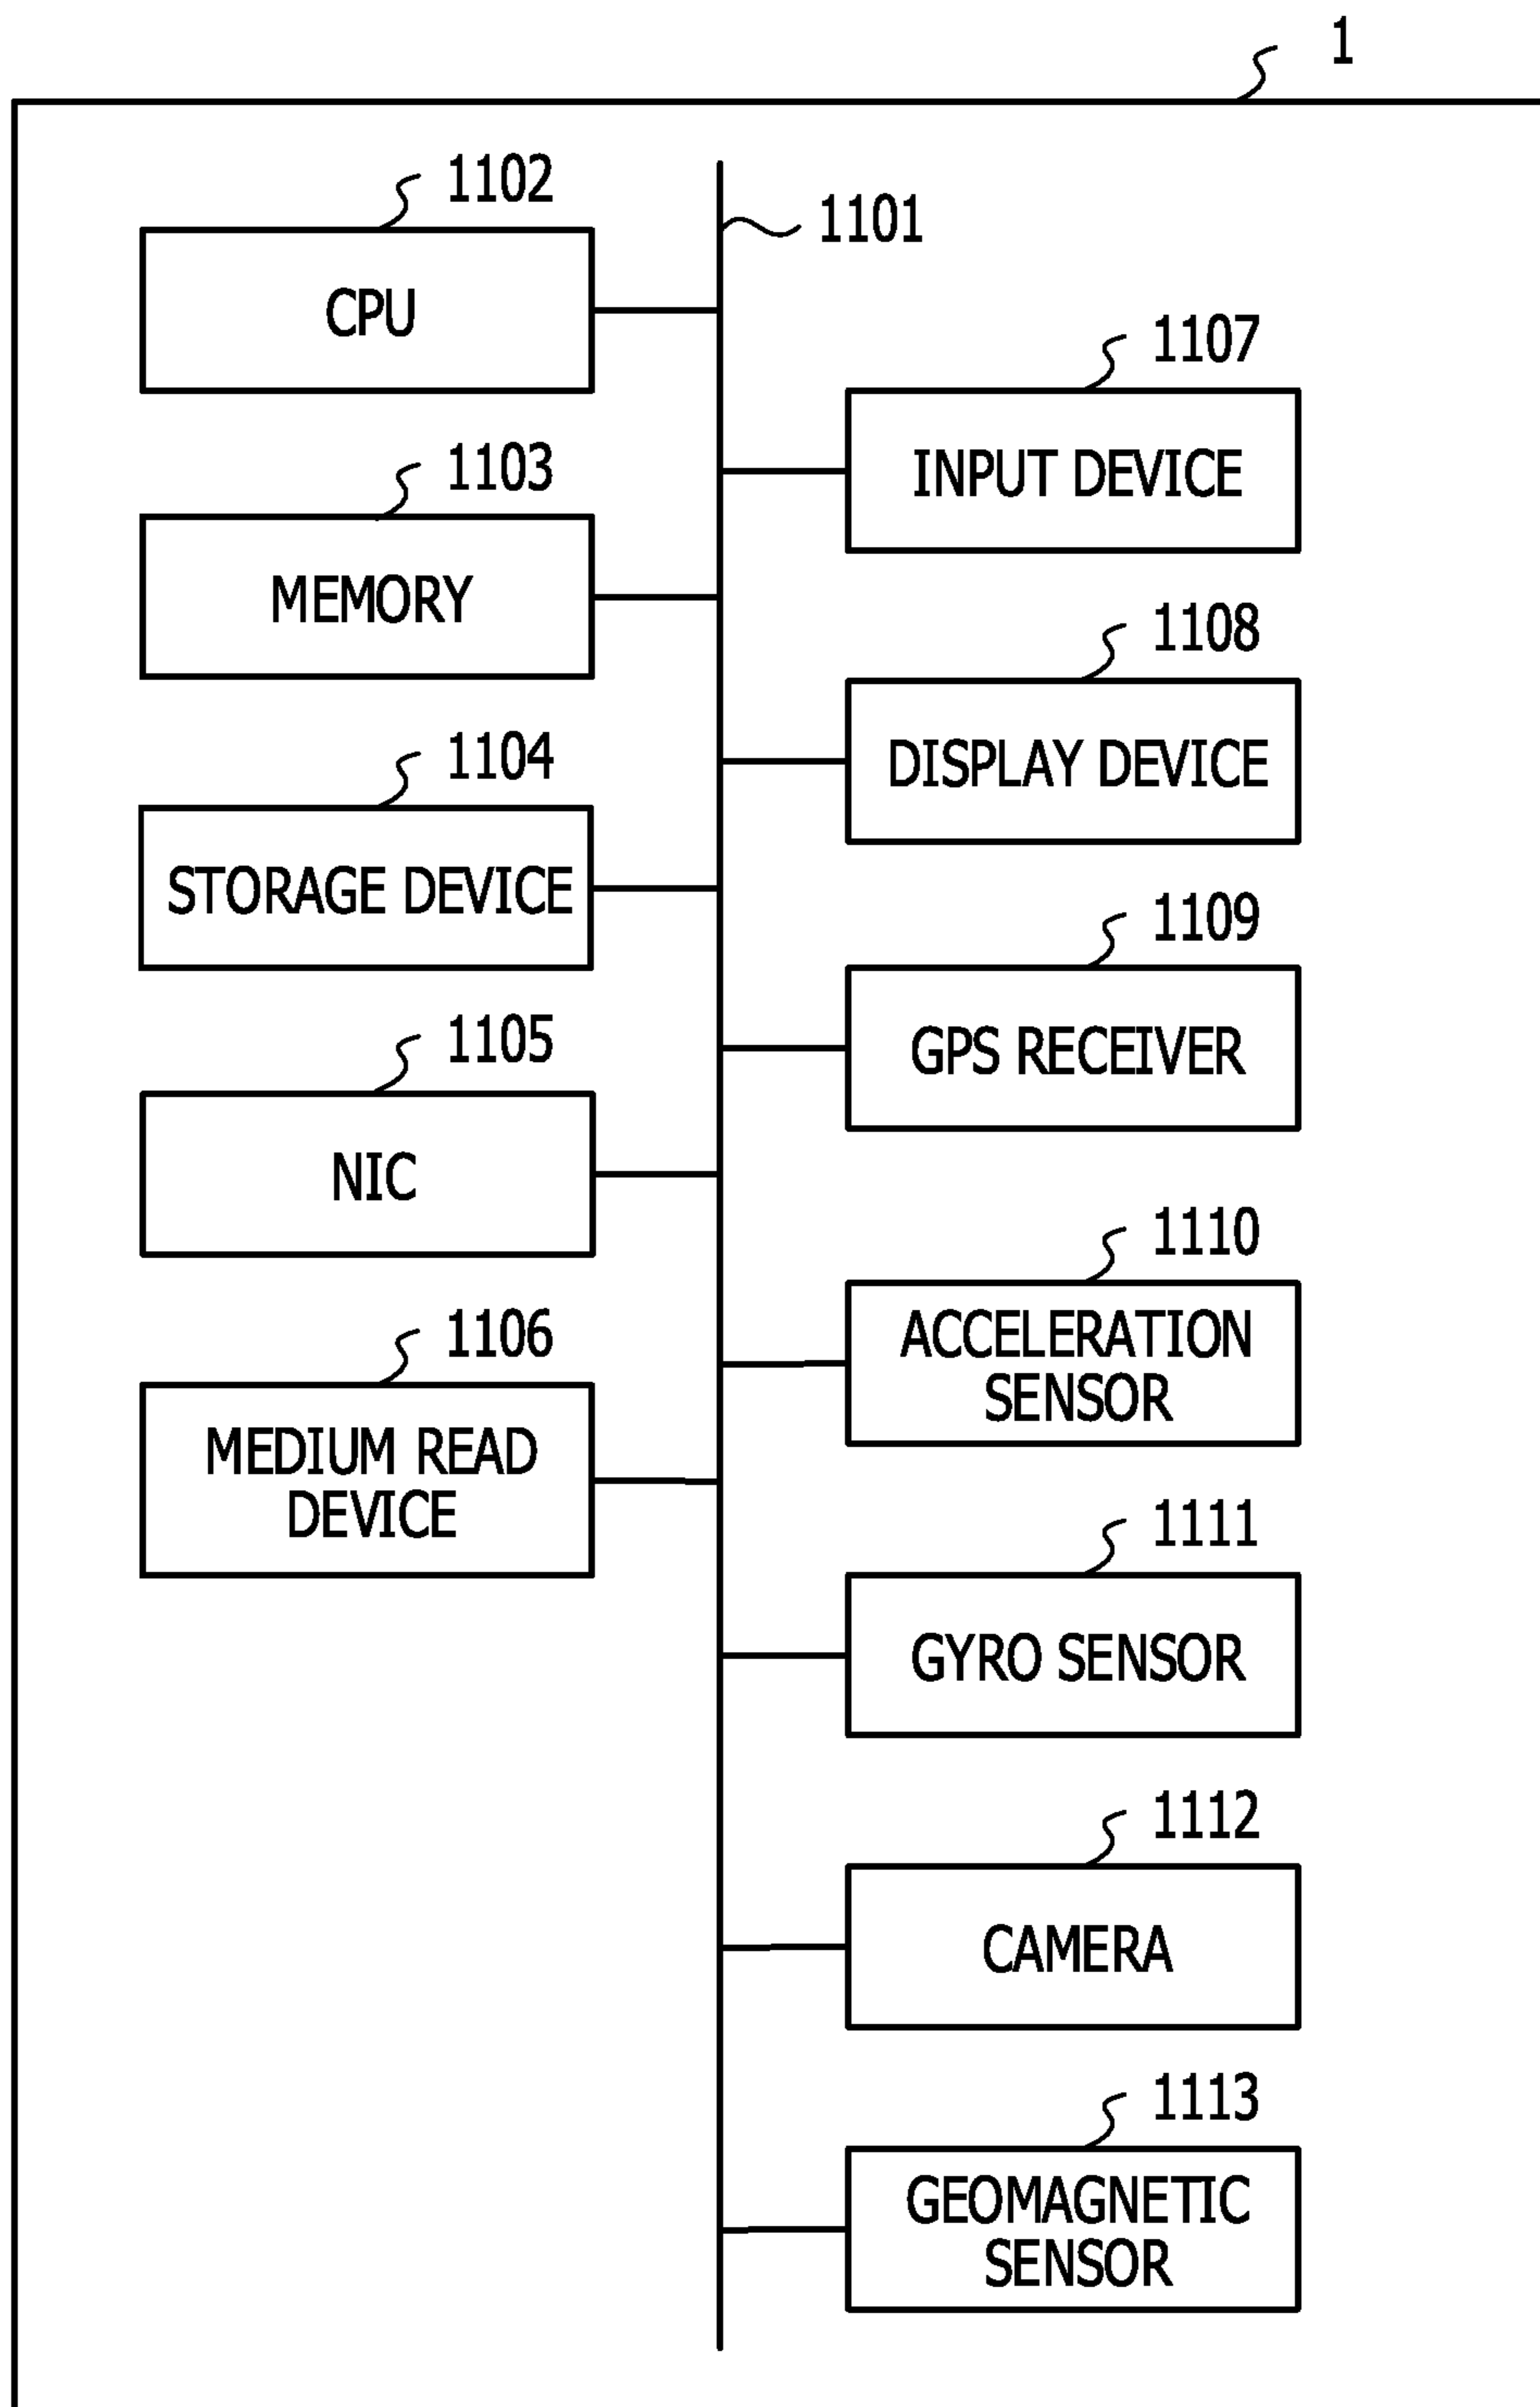 1
1102
CPU
1101
1107
INPUT DEVICE
1103
MEMORY
1108
DISPLAY DEVICE
1104
STORAGE DEVICE
1109
GPS RECEIVER
1105
NIC
1110
ACCELERATION
SENSOR
1106
MEDIUM READ
DEVICE
1111
GYRO SENSOR
1112
CAMERA
1113
GEOMAGNETIC
SENSOR